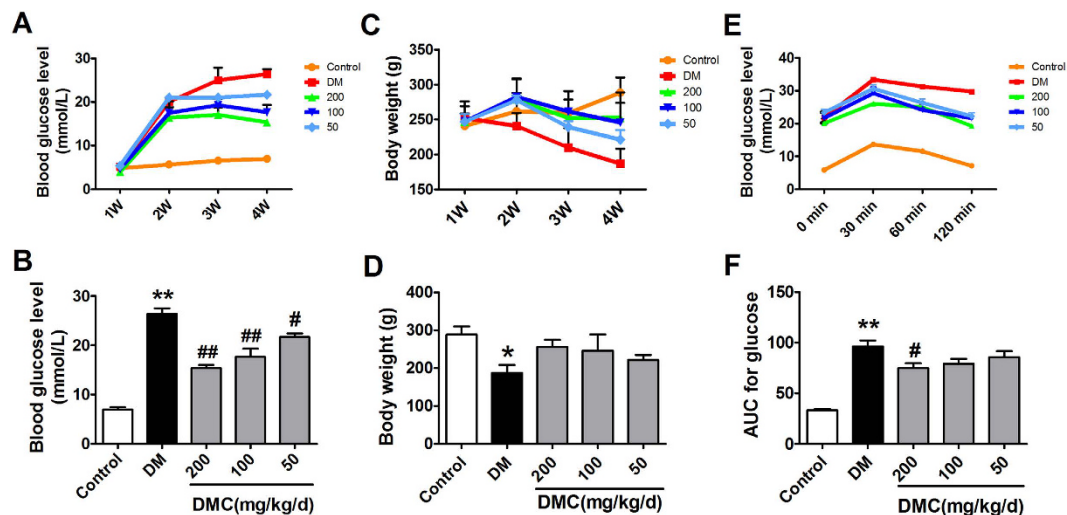 A
Blood glucose level
(mmol/L)
30
20
10
0
1W 2W 3W 4W
Control
DM
200
100
50
C
Body weight (g)
350
300
250
200
150
1W 2W 3W 4W
Control
DM
200
100
50
E
Blood glucose level
(mmol/L)
40
30
20
10
0
0 min 30 min 60 min 120 min
Control
DM
200
100
50
B
Blood glucose level
(mmol/L)
30
20
10
0
** ## ## #
Control DM 200 100 50
DMC(mg/kg/d)
D
Body weight (g)
400
300
200
100
0
*
Control DM 200 100 50
DMC(mg/kg/d)
F
AUC for glucose
150
100
50
0
** #
Control DM 200 100 50
DMC(mg/kg/d)